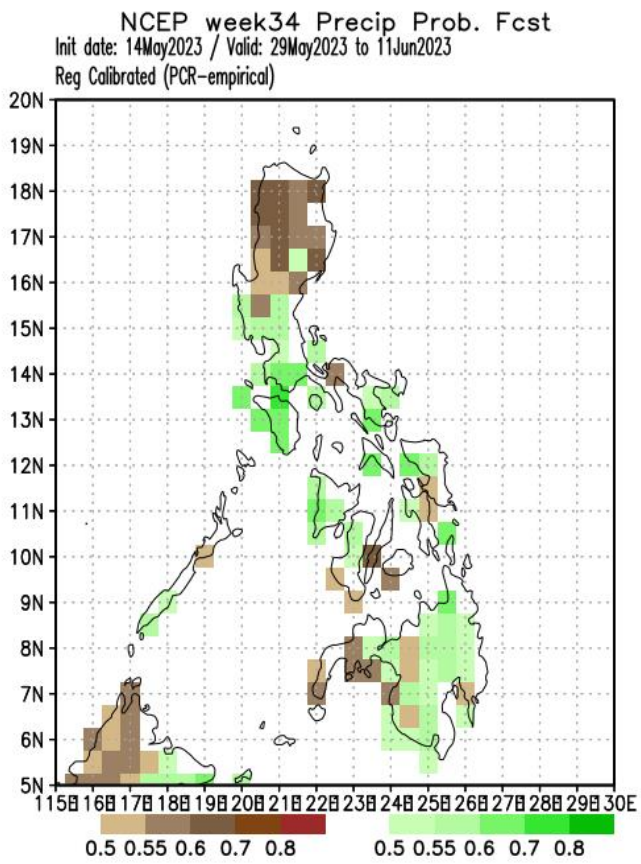 NCEP week34 Precip Prob. Fcst
Init date: 14May2023 / Valid: 29May2023 to 11Jun2023
Reg Calibrated (PCR-empirical)
20N
19N
18N
17N
16N
15N
14N
13N
12N
11N
10N
9N
8N
7N
6N
5N
115E 116E 117E 118E 119E 120E 121E 122E 123E 124E 125E 126E 127E 128E 129E 130E
0.5 0.55 0.6 0.7 0.8 0.5 0.55 0.6 0.7 0.8